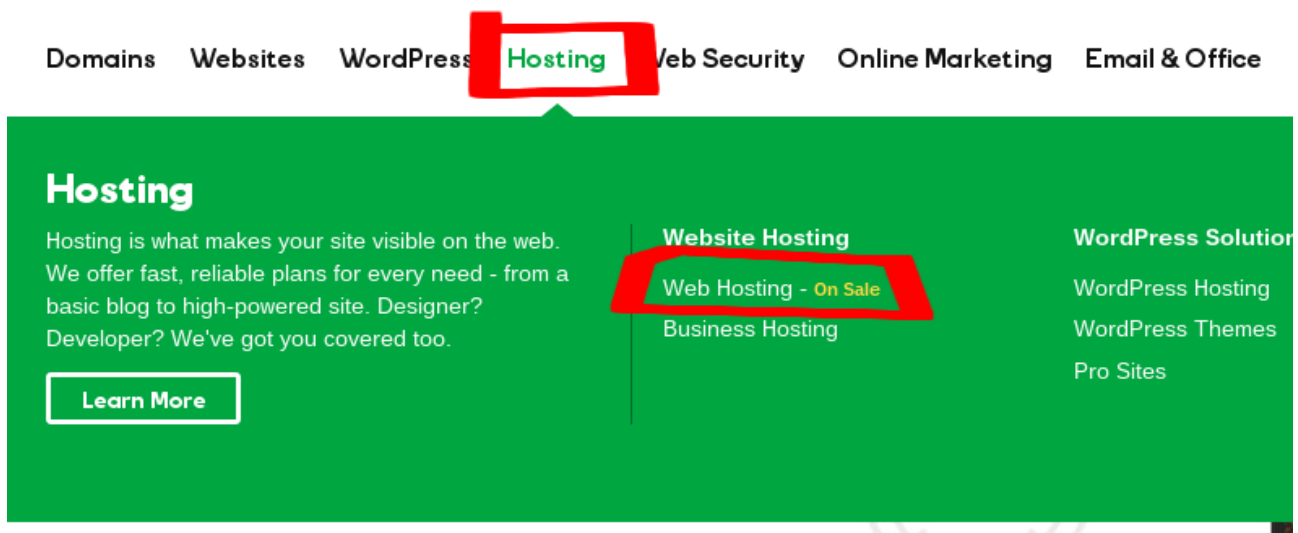 Domains Websites WordPress Hosting Web Security Online Marketing Email & Office
Hosting
Hosting is what makes your site visible on the web.
We offer fast, reliable plans for every need - from a
basic blog to high-powered site. Designer?
Developer? We've got you covered too.
Learn More
Website Hosting
Web Hosting - On Sale
Business Hosting
WordPress Solution
WordPress Hosting
WordPress Themes
Pro Sites